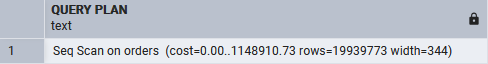 QUERY PLAN
text
1 Seq Scan on orders (cost=0.00..1148910.73 rows=19939773 width=344)